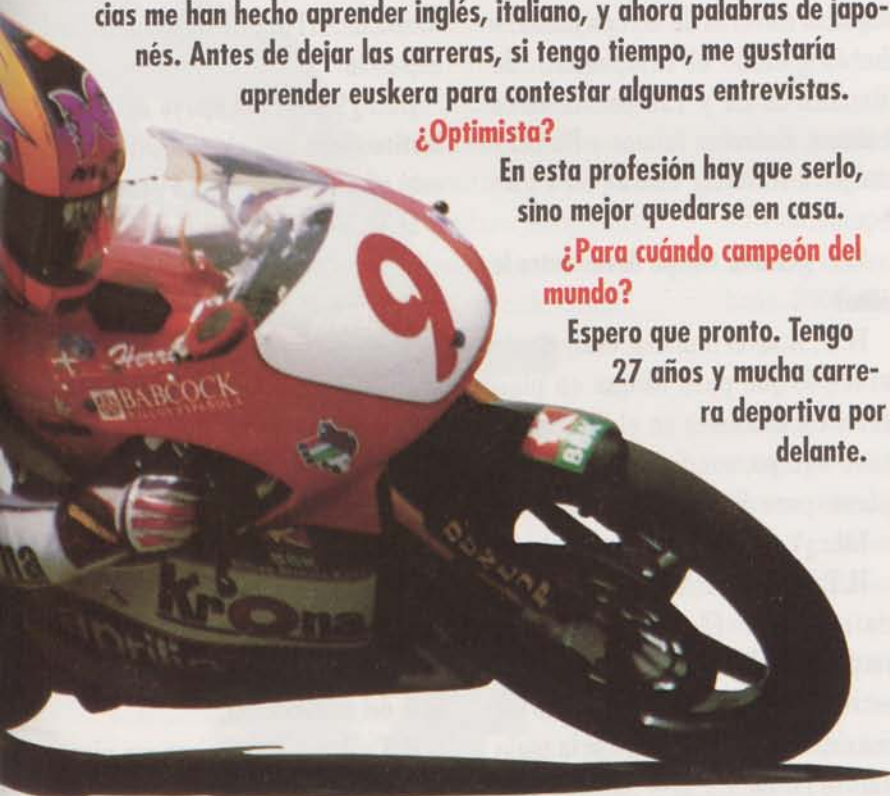 cias me han hecho aprender inglés, italiano, y ahora palabras de japo-
nés. Antes de dejar las carreras, si tengo tiempo, me gustaría
aprender euskera para contestar algunas entrevistas.
¿Optimista?
En esta profesión hay que serlo,
sino mejor quedarse en casa.
¿Para cuándo campeón del
mundo?
Espero que pronto. Tengo
27 años y mucha carre-
ra deportiva por
delante.
9
BABCOCK
BBK
Krona